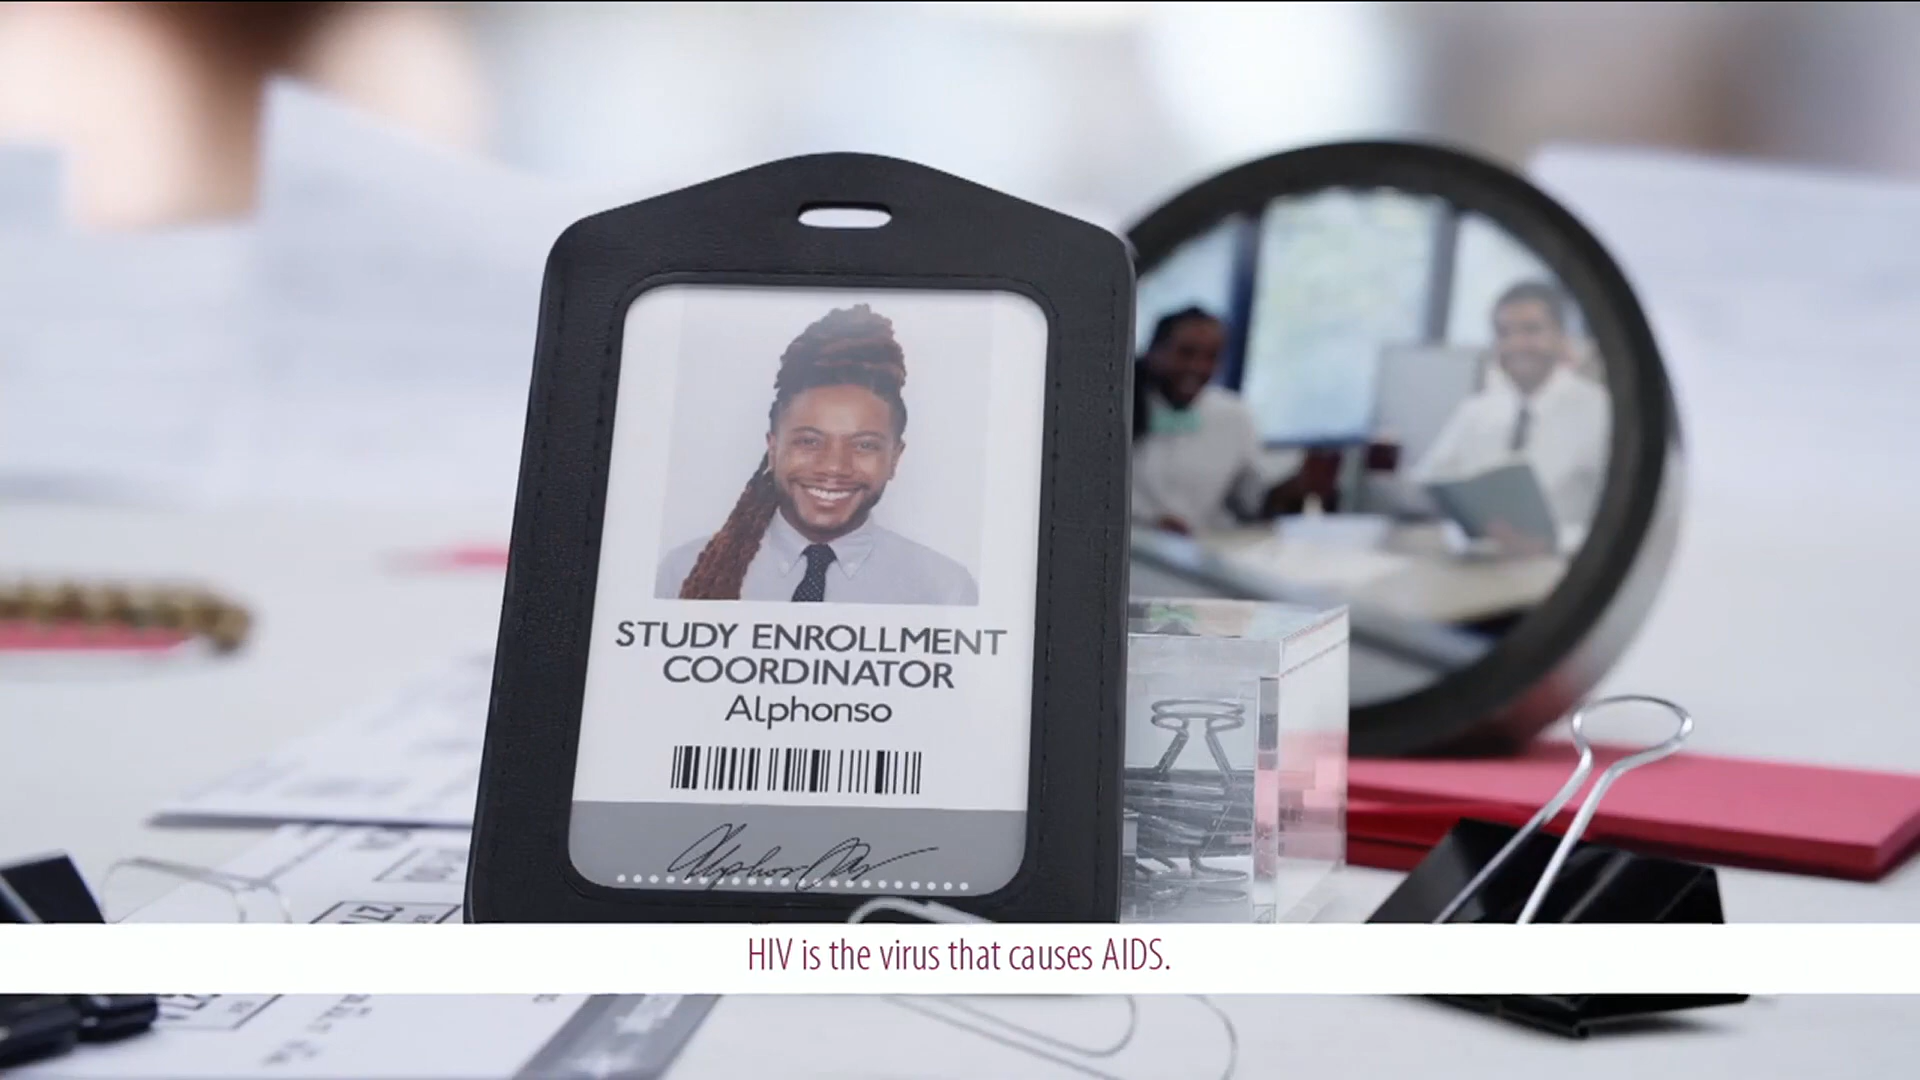 STUDY ENROLLMENT
COORDINATOR
Alphonso
HIV is the virus that causes AIDS.